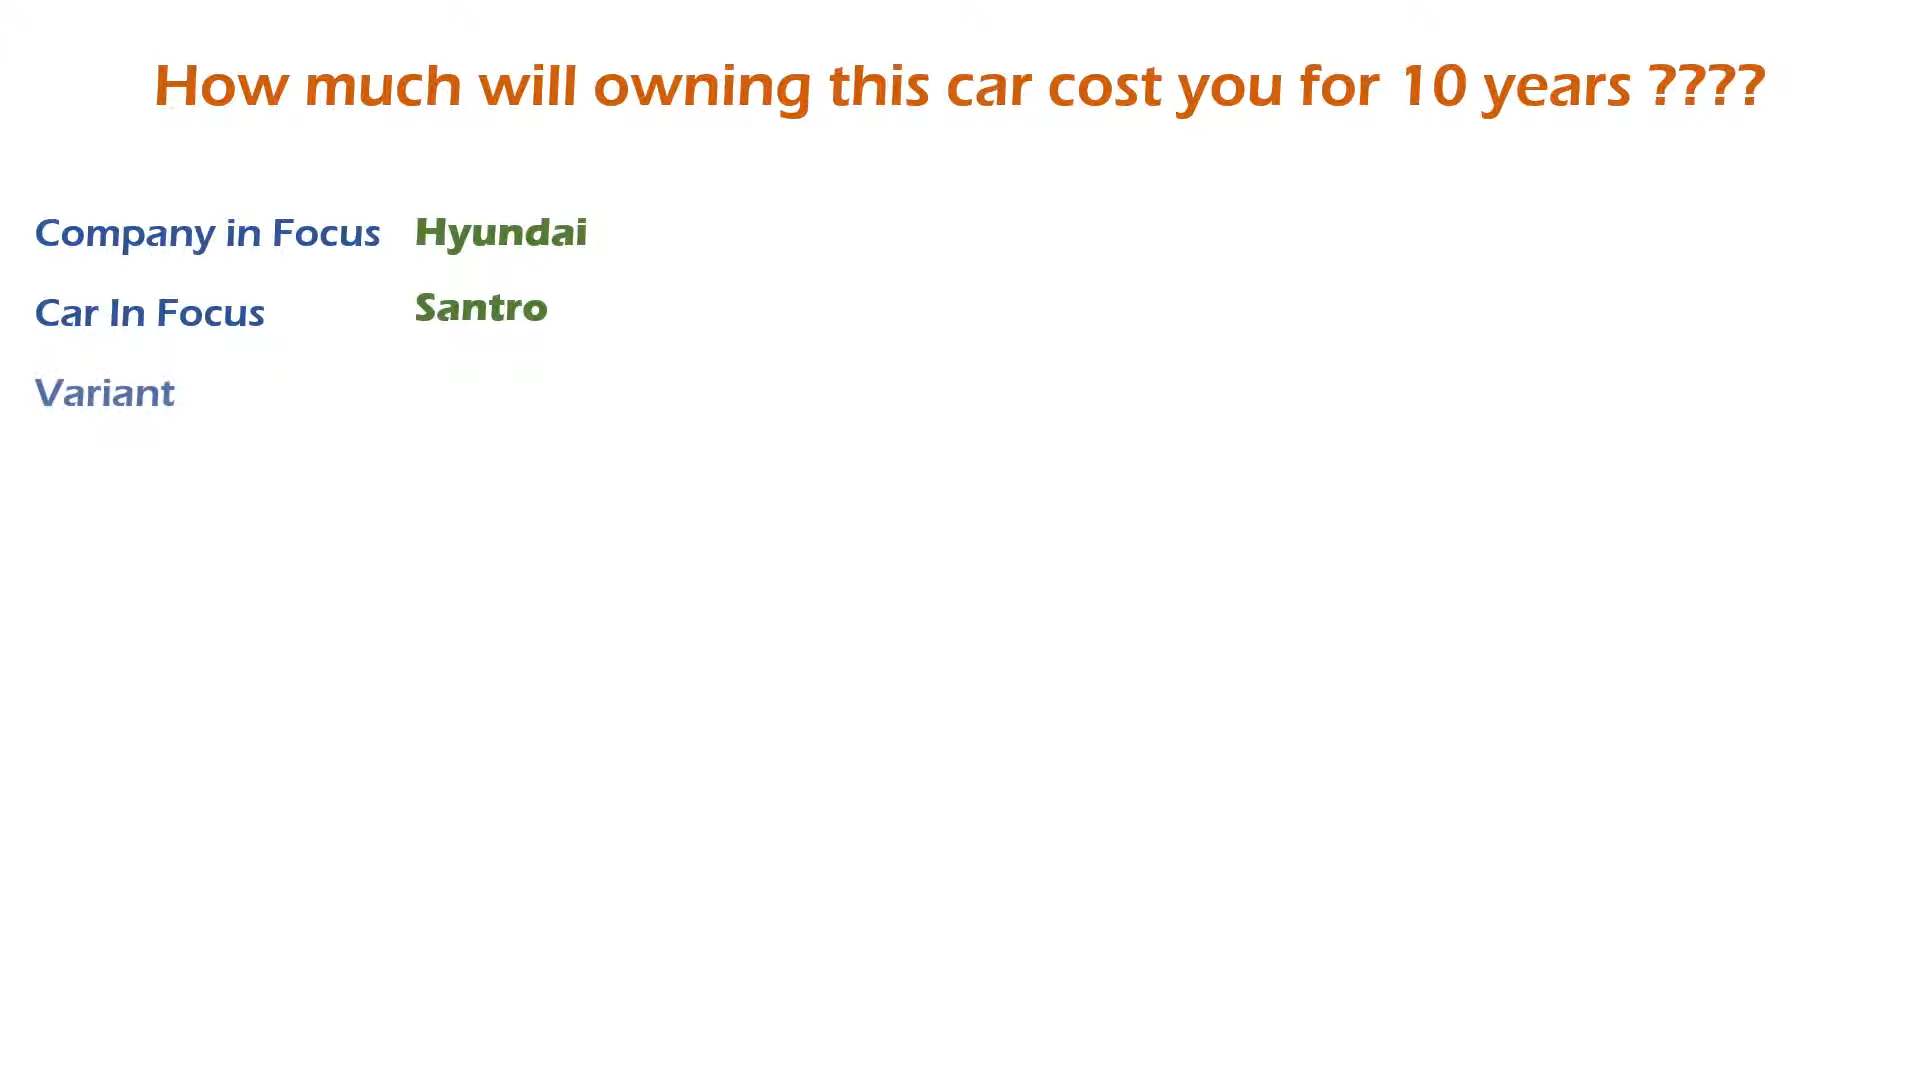 How much will owning this car cost you for 10 years ????
Company in Focus Hyundai
Car In Focus Santro
Variant